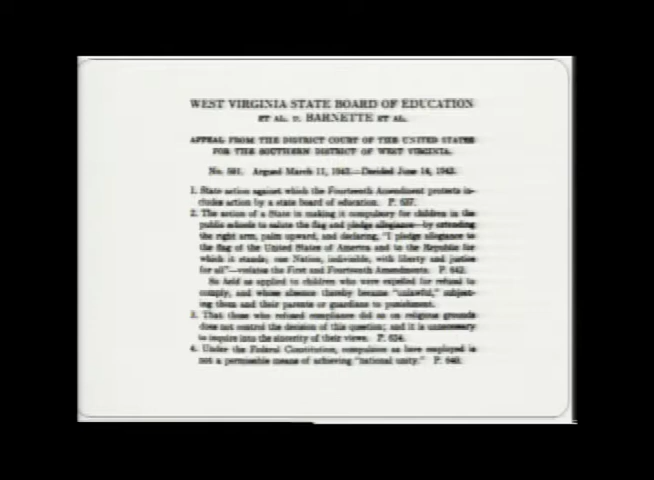 WEST VIRGINIA STATE BOARD OF EDUCATION
ET AL. v. BARNETTE ET AL.
APPEAL FROM THE DISTRICT COURT OF THE UNITED STATES
FOR THE SOUTHERN DISTRICT OF WEST VIRGINIA.
No. 591. Argued March 11, 1943.—Decided June 14, 1943.
1. State action against which the Fourteenth Amendment protects in-
cludes action by a state board of education. P. 637.
2. The action of a State in making it compulsory for children in the
public schools to salute the flag and pledge allegiance—by extending
the right arm, palm upward, and declaring, "I pledge allegiance to
the flag of the United States of America and to the Republic for
which it stands; one Nation, indivisible, with liberty and justice
for all"—violates the First and Fourteenth Amendments. P. 642.
So held as applied to children who were expelled for refusal to
comply, and whose absence thereby became "unlawful," subject-
ing them and their parents or guardians to punishment.
3. That those who refused compliance did so on religious grounds
does not control the decision of this question; and it is unnecessary
to inquire into the sincerity of their views. P. 634.
4. Under the Federal Constitution, compulsion as here employed is
not a permissible means of achieving "national unity." P. 640.